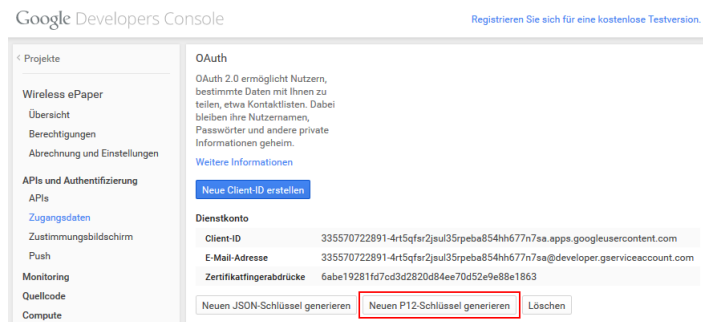 Google Developers Console
Registrieren Sie sich für eine kostenlose Testversion.
< Projekte
Wireless ePaper
Übersicht
Berechtigungen
Abrechnung und Einstellungen
APIs und Authentifizierung
APIs
Zugangsdaten
Zustimmungsbildschirm
Push
Monitoring
Quellcode
Compute
OAuth
OAuth 2.0 ermöglicht Nutzern,
bestimmte Daten mit Ihnen zu
teilen, etwa Kontaktlisten. Dabei
bleiben ihre Nutzernamen,
Passwörter und andere private
Informationen geheim.
Weitere Informationen
Neue Client-ID erstellen
Dienstkonto
Client-ID 335570722891-4rt5qfsr2jsul35rpeba854hh677n7sa.apps.googleusercontent.com
E-Mail-Adresse 335570722891-4rt5qfsr2jsul35rpeba854hh677n7sa@developer.gserviceaccount.com
Zertifikatfingerabdrücke 6abe19281fd7cd3d2820d84ee70d52e9e88e1863
Neuen JSON-Schlüssel generieren Neuen P12-Schlüssel generieren Löschen